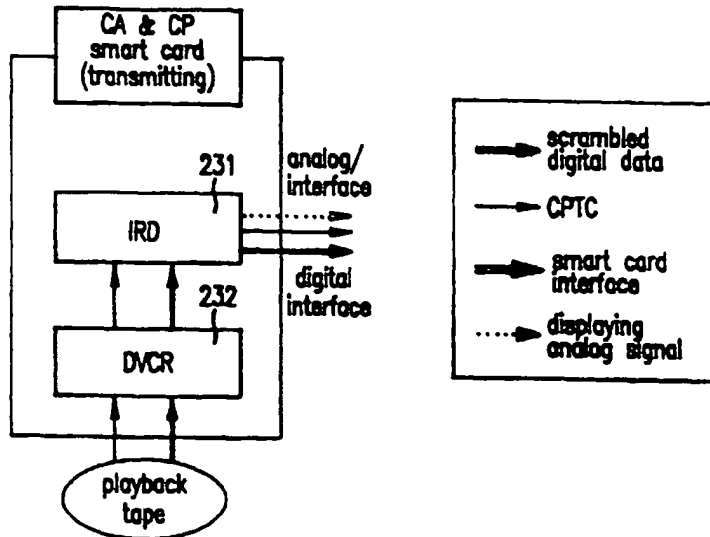 CA & CP
smart card
(transmitting)
231
analog/
interface
IRD
digital
interface
232
DVCR
playback
tape
scrambled
digital data
CPTC
smart card
interface
displaying
analog signal